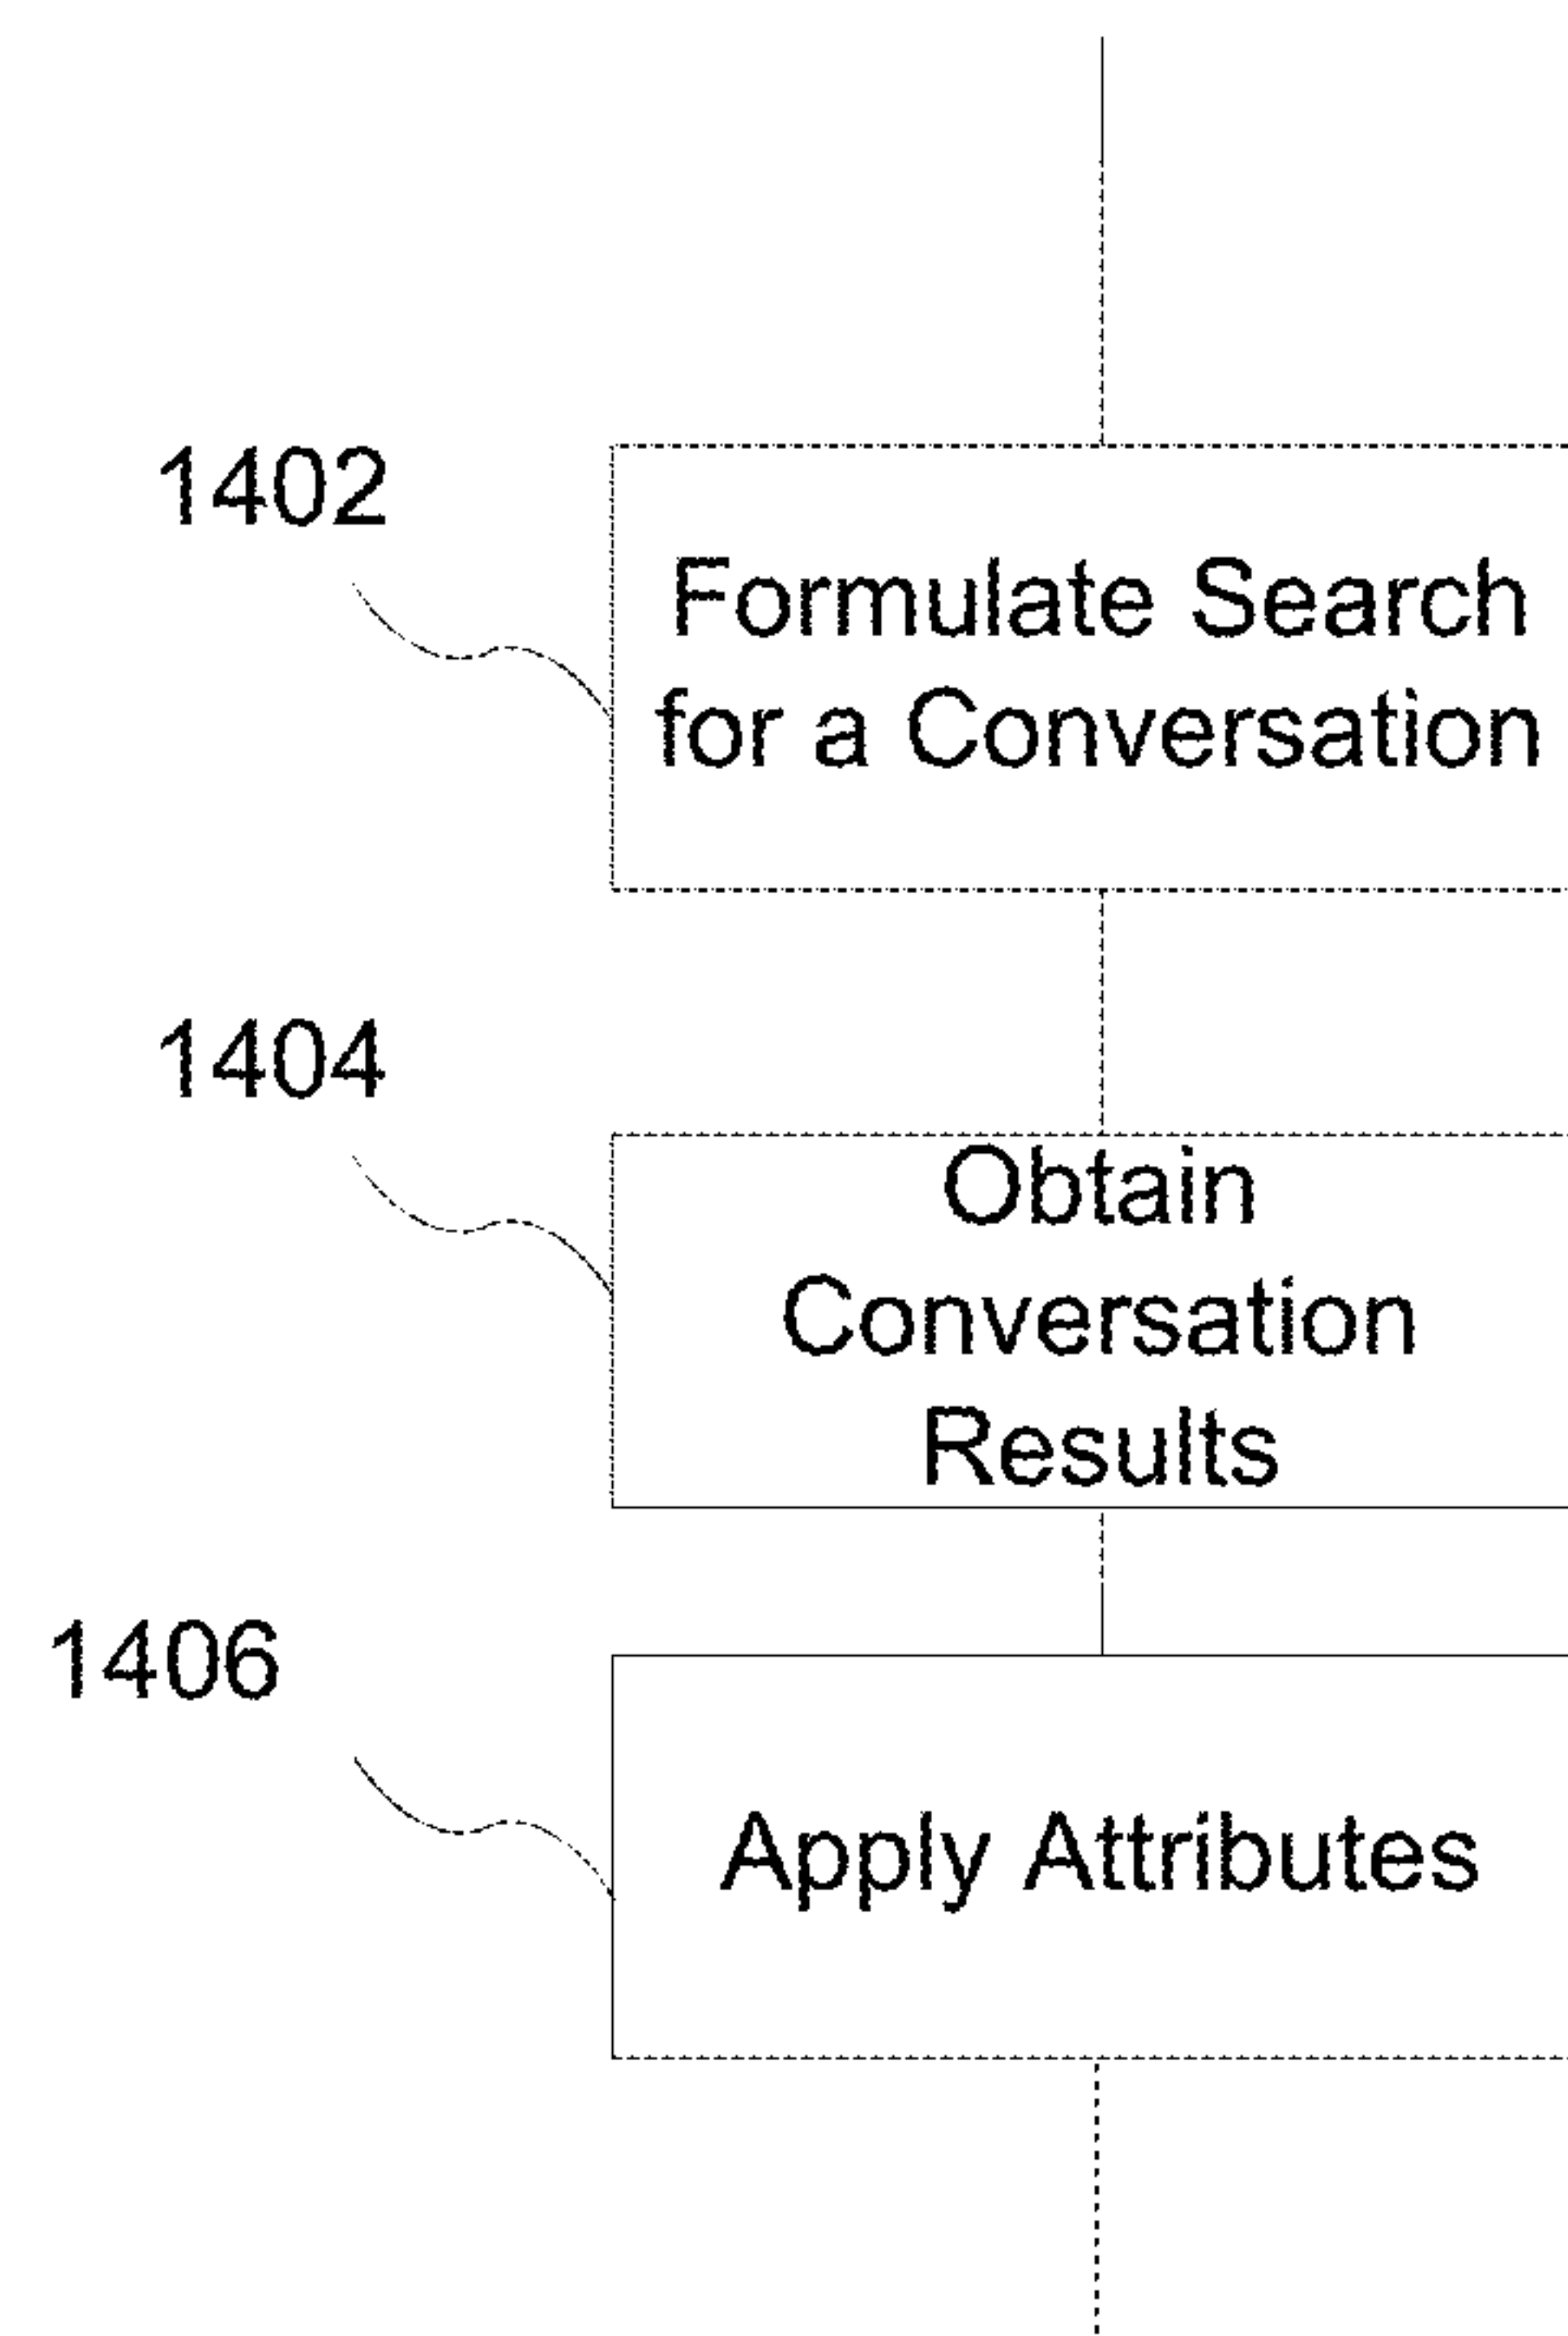 1402
Formulate Search
for a Conversation
1404
Obtain
Conversation
Results
1406
Apply Attributes